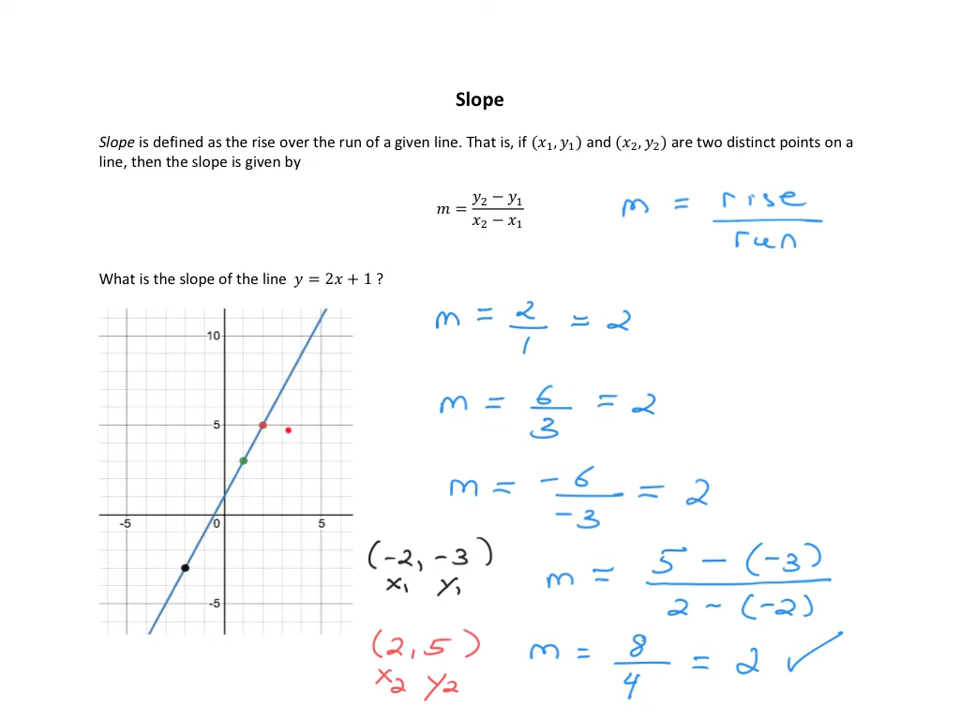 Slope
Slope is defined as the rise over the run of a given line. That is, if (x₁, y₁) and (x₂, y₂) are two distinct points on a
line, then the slope is given by
m = (y₂ − y₁)/(x₂ − x₁)
m = rise/run
What is the slope of the line y = 2x + 1 ?
10
5
-5 0 5
-5
m = 2/1 = 2
m = 6/3 = 2
m = -6/-3 = 2
(-2, -3)
x₁ y₁
m = (5 - (-3))/(2 - (-2))
(2, 5)
x₂ y₂
m = 8/4 = 2 ✓